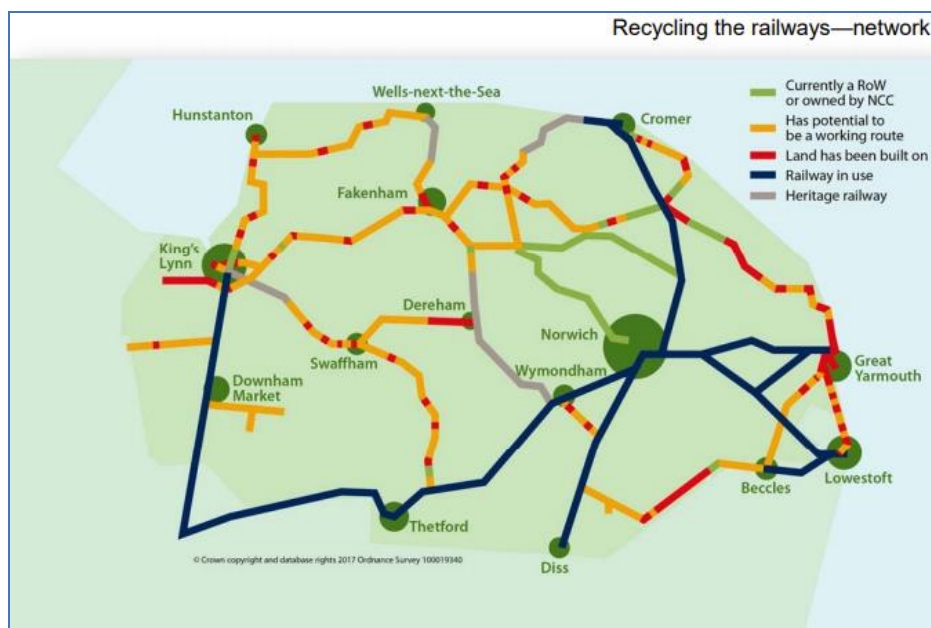 Recycling the railways—network
Currently a RoW
or owned by NCC
Has potential to
be a working route
Land has been built on
Railway in use
Heritage railway
Wells-next-the-Sea
Hunstanton
Cromer
Fakenham
King's
Lynn
Dereham
Norwich
Swaffham
Wymondham
Great
Yarmouth
Downham
Market
Beccles
Lowestoft
Thetford
Diss
© Crown copyright and database rights 2017 Ordnance Survey 100019340